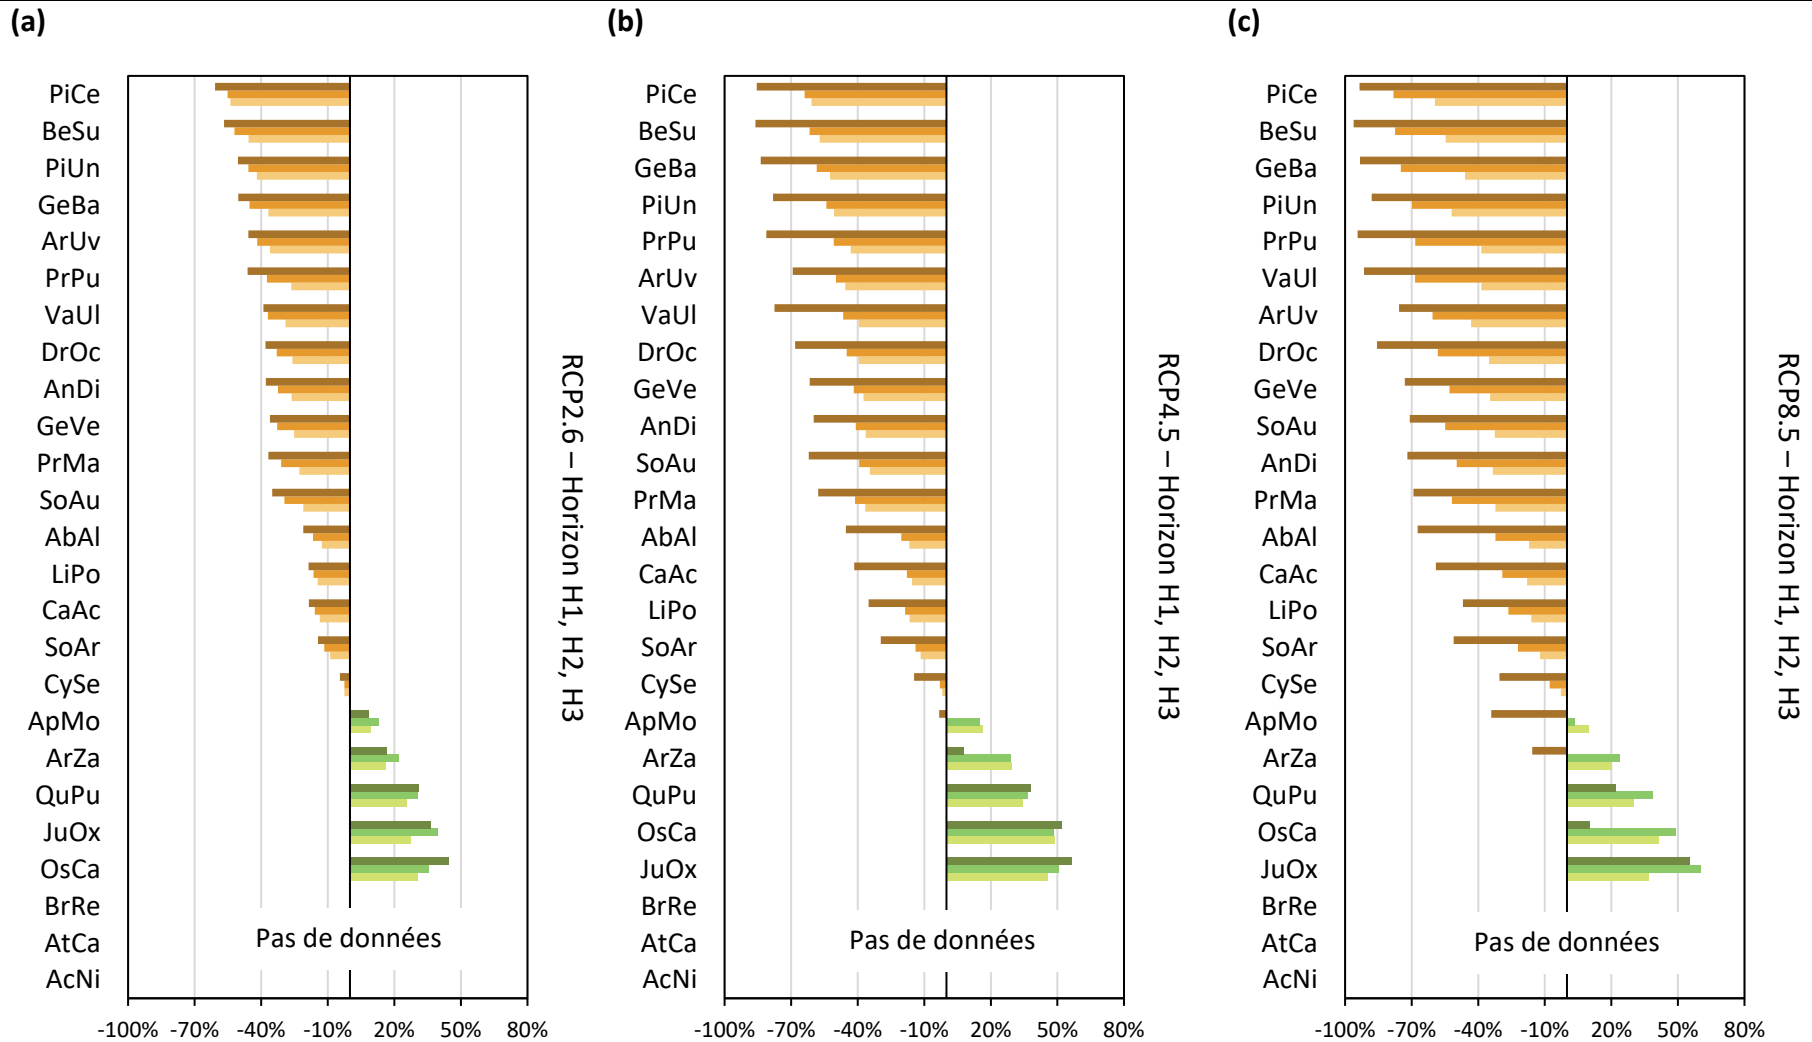 (a)
PiCe
BeSu
PiUn
GeBa
ArUv
PrPu
VaUl
DrOc
AnDi
GeVe
PrMa
SoAu
AbAl
LiPo
CaAc
SoAr
CySe
ApMo
ArZa
QuPu
JuOx
OsCa
BrRe
AtCa
AcNi
Pas de données
-100% -70% -40% -10% 20% 50% 80%
RCP2.6 – Horizon H1, H2, H3
(b)
PiCe
BeSu
GeBa
PiUn
PrPu
ArUv
VaUl
DrOc
GeVe
AnDi
SoAu
PrMa
AbAl
CaAc
LiPo
SoAr
CySe
ApMo
ArZa
QuPu
OsCa
JuOx
BrRe
AtCa
AcNi
Pas de données
-100% -70% -40% -10% 20% 50% 80%
RCP4.5 – Horizon H1, H2, H3
(c)
PiCe
BeSu
GeBa
PiUn
PrPu
VaUl
ArUv
DrOc
GeVe
SoAu
AnDi
PrMa
AbAl
CaAc
LiPo
SoAr
CySe
ApMo
ArZa
QuPu
OsCa
JuOx
BrRe
AtCa
AcNi
Pas de données
-100% -70% -40% -10% 20% 50% 80%
RCP8.5 – Horizon H1, H2, H3